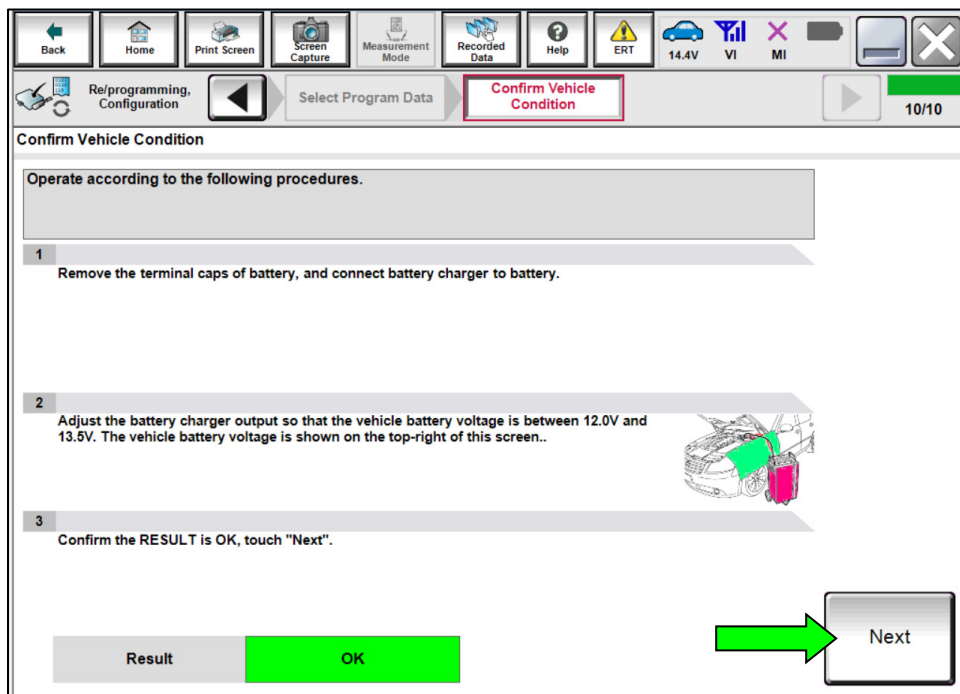 Back
Home
Print Screen
Screen
Capture
Measurement
Mode
Recorded
Data
Help
ERT
14.4V
VI
MI
Re/programming,
Configuration
Select Program Data
Confirm Vehicle
Condition
10/10
Confirm Vehicle Condition
Operate according to the following procedures.
1
Remove the terminal caps of battery, and connect battery charger to battery.
2
Adjust the battery charger output so that the vehicle battery voltage is between 12.0V and
13.5V. The vehicle battery voltage is shown on the top-right of this screen..
3
Confirm the RESULT is OK, touch "Next".
Result
OK
Next